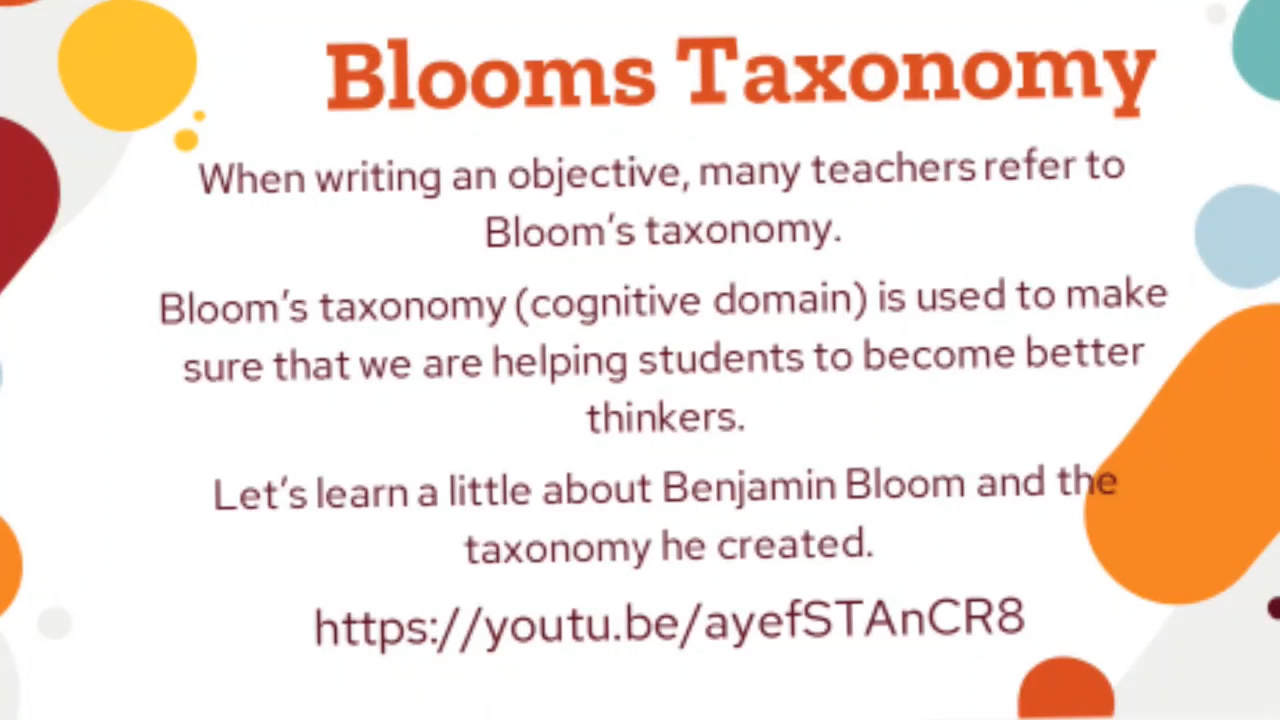 Blooms Taxonomy
When writing an objective, many teachers refer to
Bloom's taxonomy.
Bloom's taxonomy (cognitive domain) is used to make
sure that we are helping students to become better
thinkers.
Let's learn a little about Benjamin Bloom and the
taxonomy he created.
https://youtu.be/ayefSTAnCR8